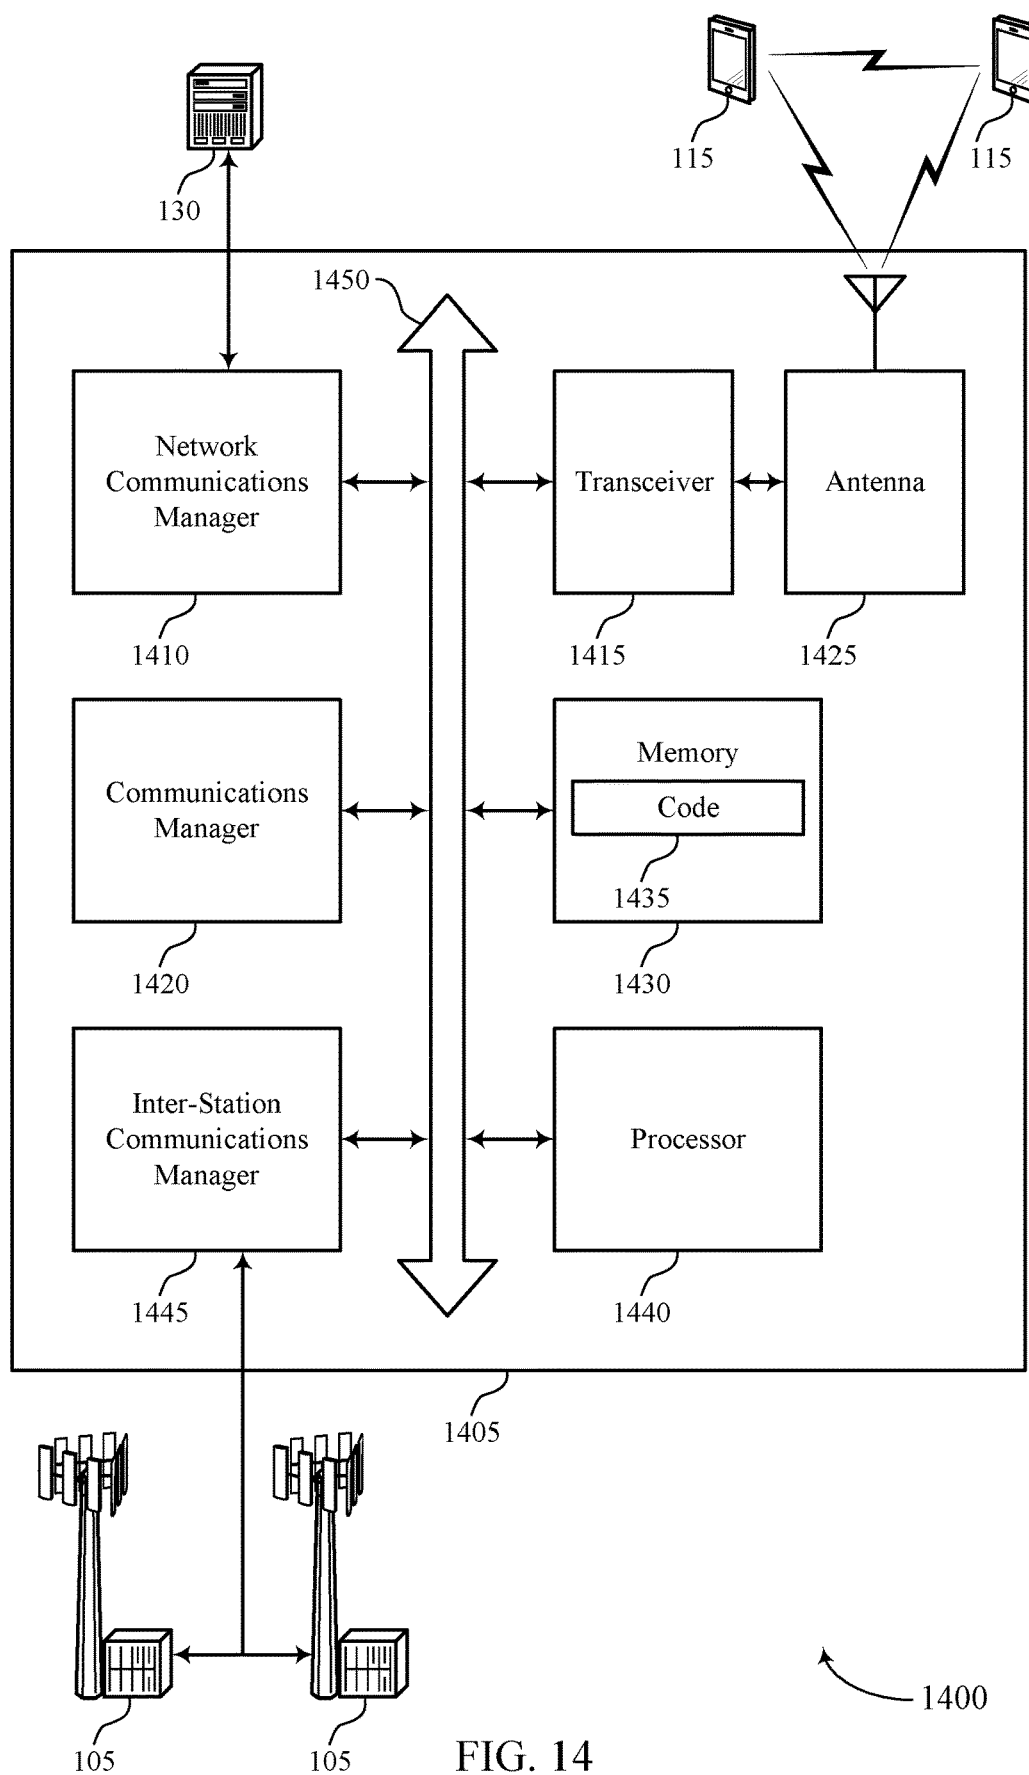 115
115
130
1450
Network
Communications
Manager
Transceiver
Antenna
1410
1415
1425
Communications
Manager
Memory
Code
1435
1420
1430
Inter-Station
Communications
Manager
Processor
1445
1440
1405
105
105
1400
FIG. 14